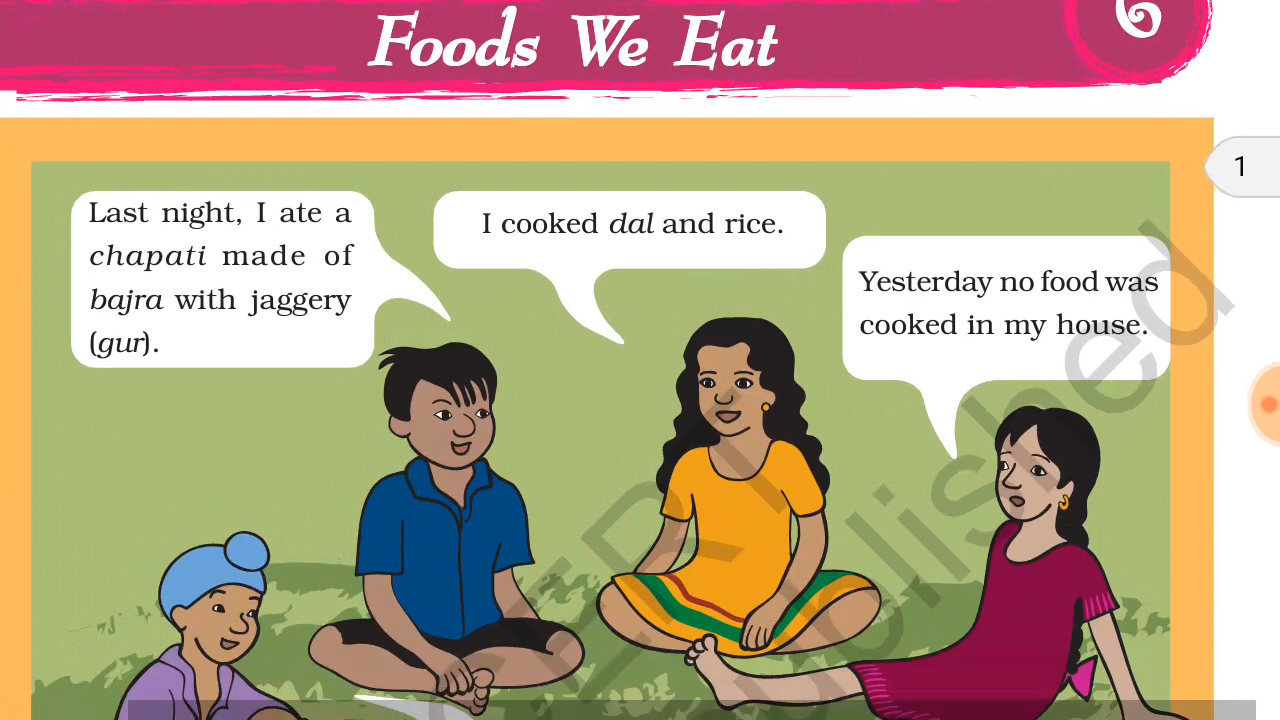 Foods We Eat
6
1
Last night, I ate a
chapati made of
bajra with jaggery
(gur).
I cooked dal and rice.
Yesterday no food was
cooked in my house.